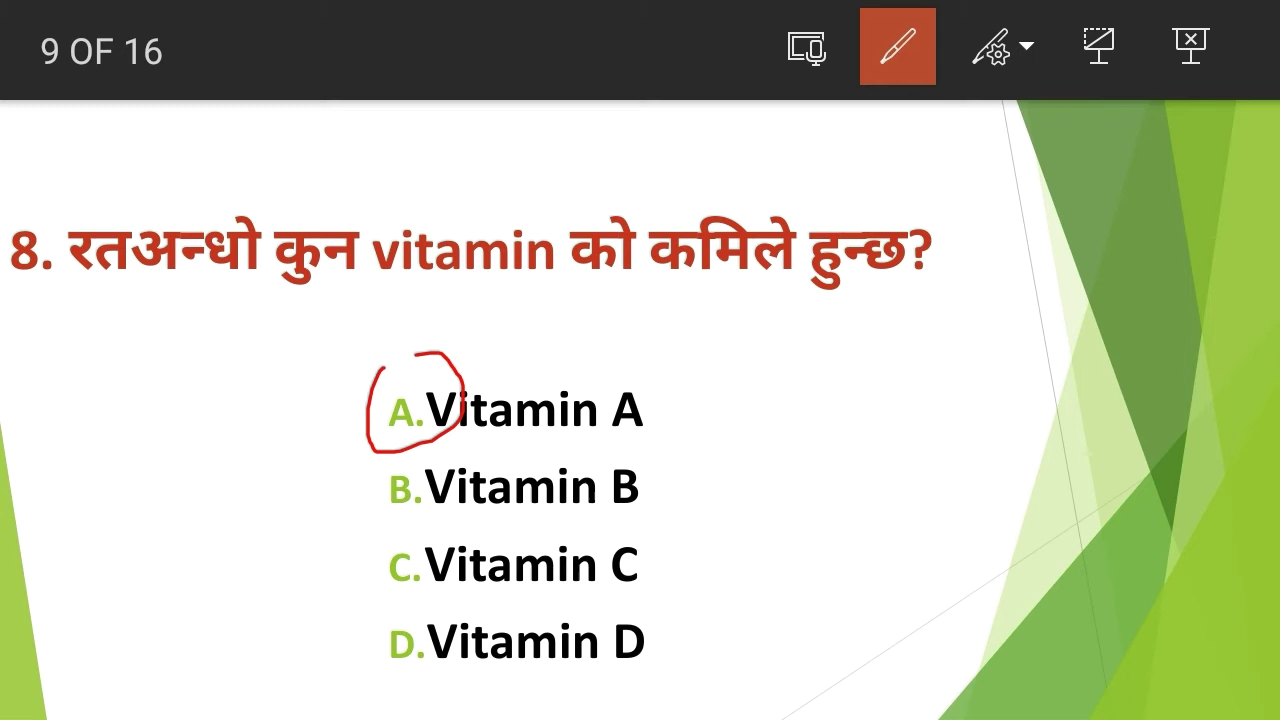 9 OF 16
8. रतअन्धो कुन vitamin को कमिले हुन्छ?
A.Vitamin A
B.Vitamin B
C.Vitamin C
D.Vitamin D